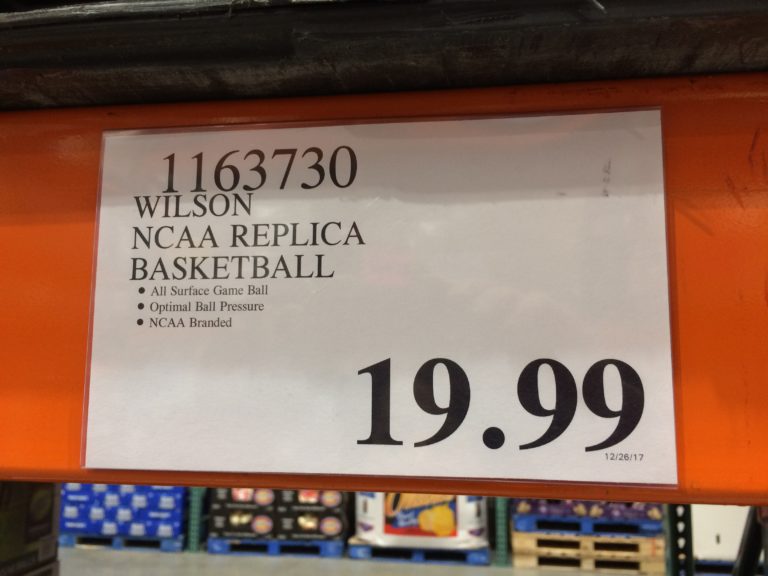 1163730
WILSON
NCAA REPLICA
BASKETBALL
• All Surface Game Ball
• Optimal Ball Pressure
• NCAA Branded
19.99
12/26/17